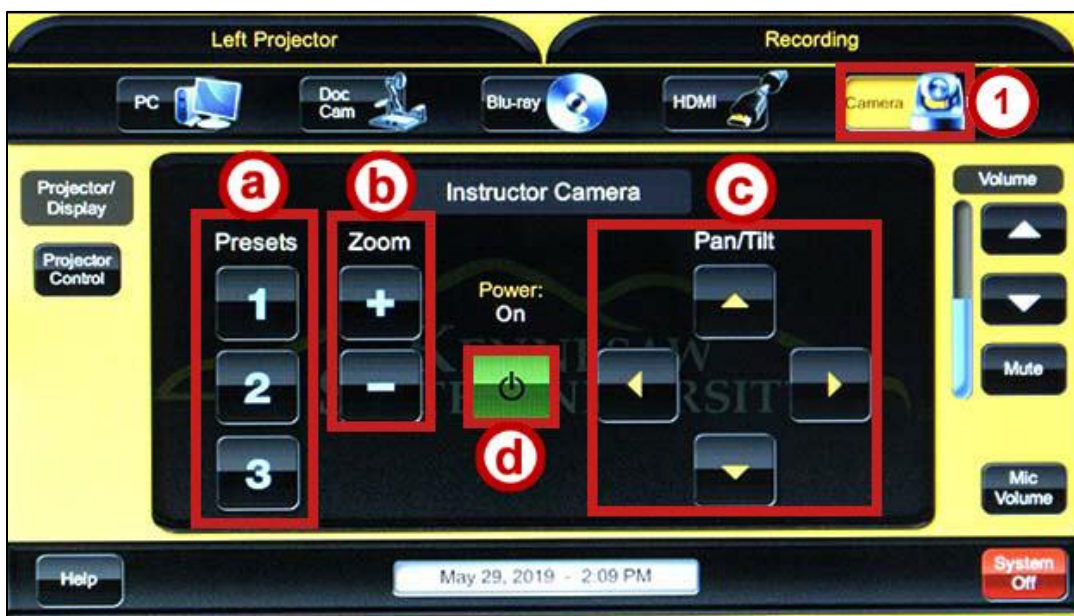 Left Projector
Recording
PC
Doc
Cam
Blu-ray
HDMI
Camera
1
Projector/
Display
Projector
Control
a
b
Instructor Camera
c
Volume
Presets
Zoom
Pan/Tilt
1
2
3
+
−
Power:
On
KENNESAW
d
Mute
Mic
Volume
Help
May 29, 2019 - 2:09 PM
System
Off